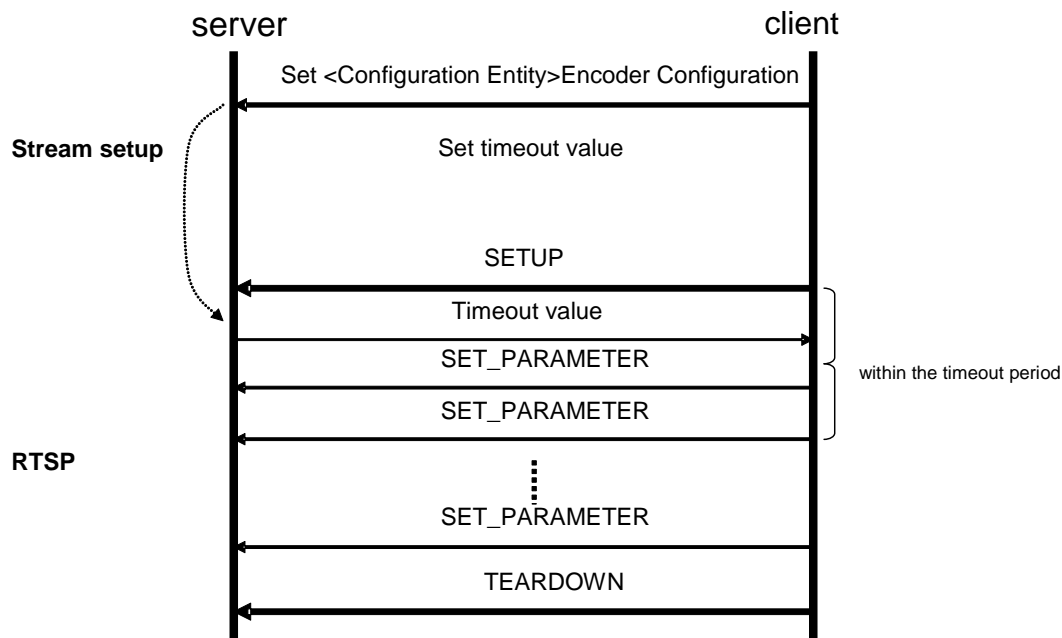 server
client
Set <Configuration Entity>Encoder Configuration
Stream setup
Set timeout value
SETUP
Timeout value
SET_PARAMETER
within the timeout period
SET_PARAMETER
RTSP
SET_PARAMETER
TEARDOWN